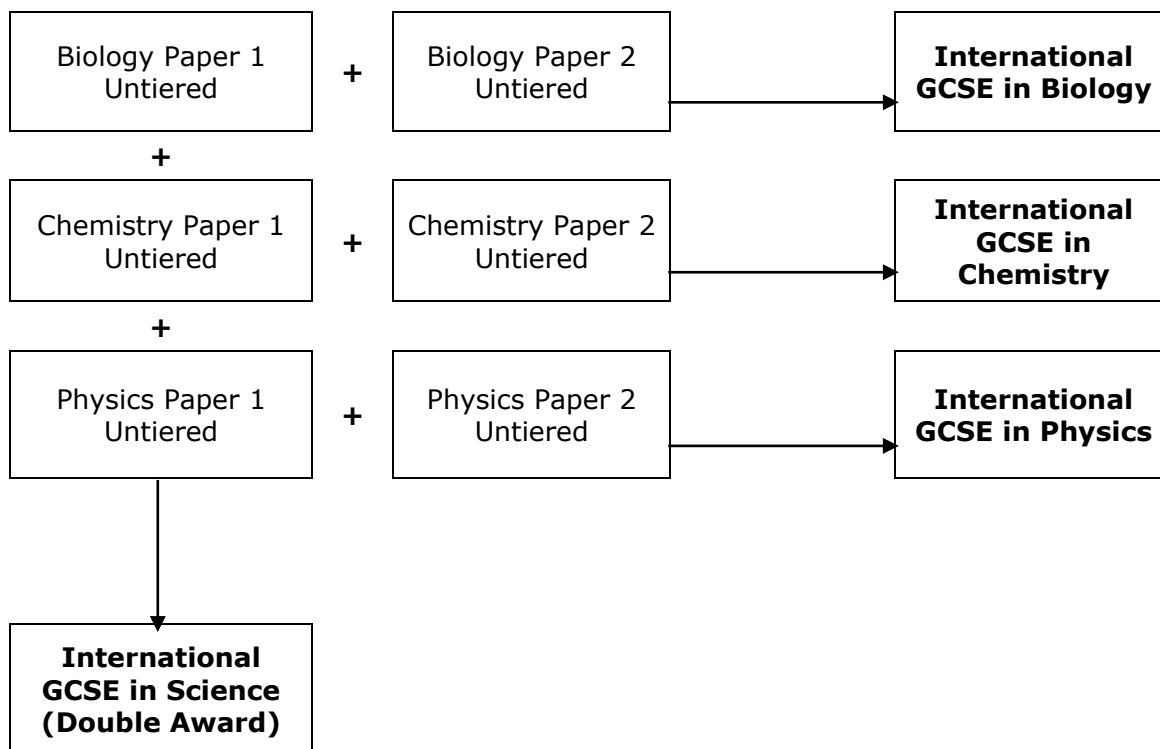 Biology Paper 1
Untiered
+
Biology Paper 2
Untiered
International
GCSE in Biology
+
Chemistry Paper 1
Untiered
+
Chemistry Paper 2
Untiered
International
GCSE in
Chemistry
+
Physics Paper 1
Untiered
+
Physics Paper 2
Untiered
International
GCSE in Physics
International
GCSE in Science
(Double Award)